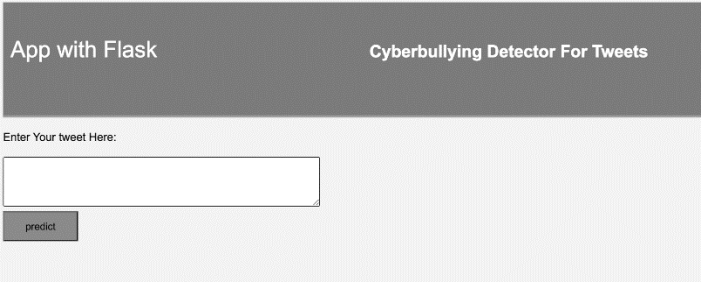 App with Flask
Cyberbullying Detector For Tweets
Enter Your tweet Here:
predict